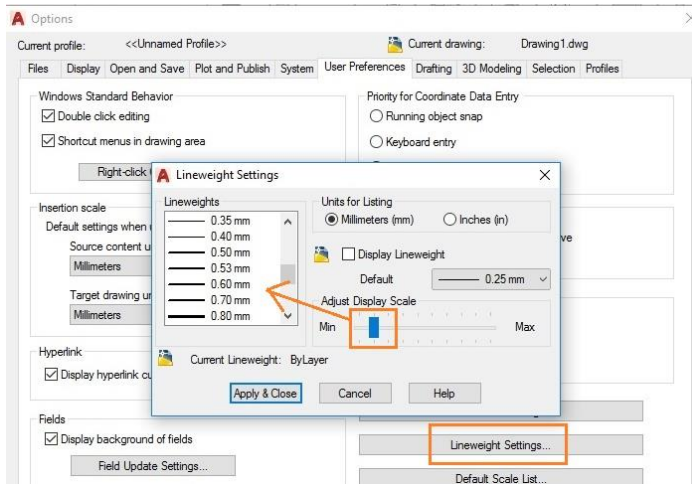 Options
Current profile: <<Unnamed Profile>> Current drawing: Drawing1.dwg
Files Display Open and Save Plot and Publish System User Preferences Drafting 3D Modeling Selection Profiles
Windows Standard Behavior
Double click editing
Shortcut menus in drawing area
Right-click
Priority for Coordinate Data Entry
Running object snap
Keyboard entry
Insertion scale
Default settings when
Source content u
Millimeters
Target drawing un
Millimeters
ve
Hyperlink
Display hyperlink cu
Fields
Display background of fields
Field Update Settings...
Lineweight Settings
Lineweights
0.35 mm
0.40 mm
0.50 mm
0.53 mm
0.60 mm
0.70 mm
0.80 mm
Units for Listing
Millimeters (mm) Inches (in)
Display Lineweight
Default 0.25 mm
Adjust Display Scale
Min Max
Current Lineweight: ByLayer
Apply & Close Cancel Help
Lineweight Settings...
Default Scale List...